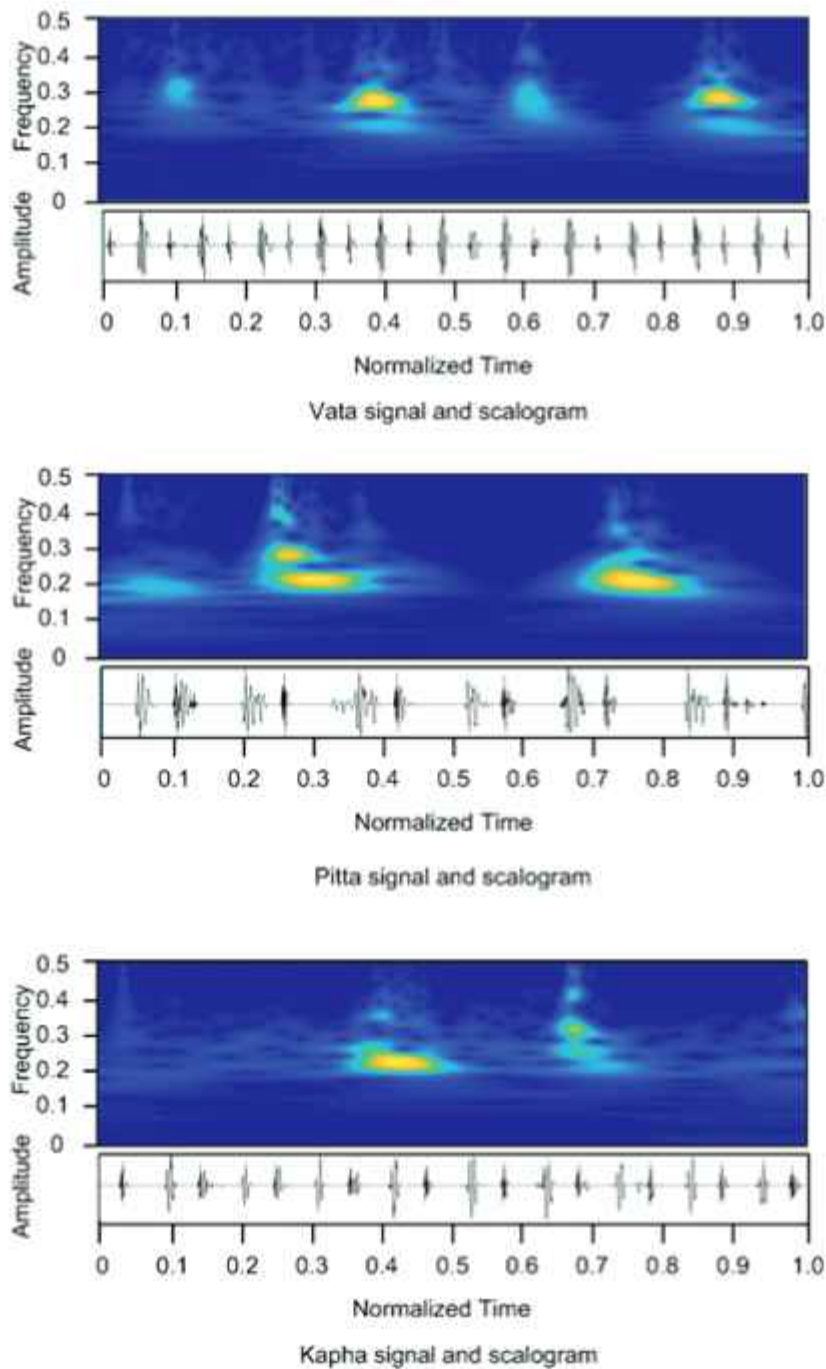 Frequency
0.5
0.4
0.3
0.2
0.1
0
Amplitude
0 0.1 0.2 0.3 0.4 0.5 0.6 0.7 0.8 0.9 1.0
Normalized Time
Vata signal and scalogram
Frequency
0.5
0.4
0.3
0.2
0.1
0
Amplitude
0 0.1 0.2 0.3 0.4 0.5 0.6 0.7 0.8 0.9 1.0
Normalized Time
Pitta signal and scalogram
Frequency
0.5
0.4
0.3
0.2
0.1
0
Amplitude
0 0.1 0.2 0.3 0.4 0.5 0.6 0.7 0.8 0.9 1.0
Normalized Time
Kapha signal and scalogram